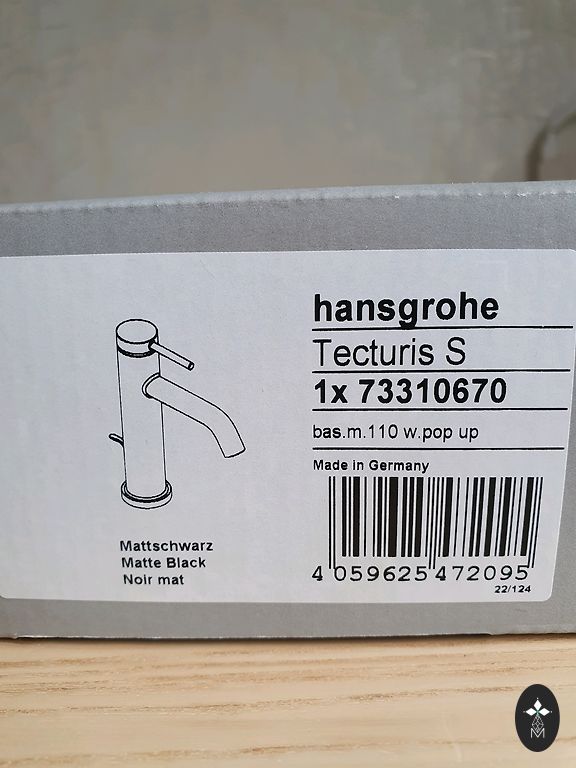 hansgrohe
Tecturis S
1x 73310670
bas.m.110 w.pop up
Made in Germany
4 059625 472095
22/124
Mattschwarz
Matte Black
Noir mat
M